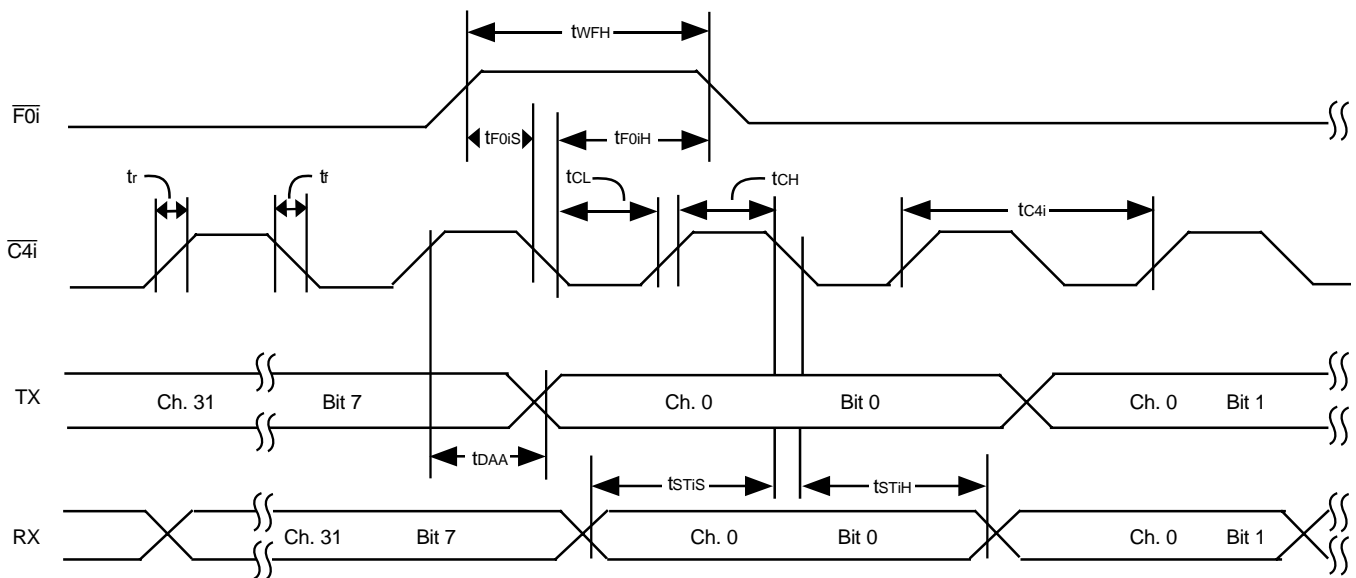 tWFH
F0i
tF0iS
tF0iH
tr
tf
tCL
tCH
tC4i
C4i
TX
Ch. 31 Bit 7 Ch. 0 Bit 0 Ch. 0 Bit 1
tDAA
tSTiS
tSTiH
RX
Ch. 31 Bit 7 Ch. 0 Bit 0 Ch. 0 Bit 1